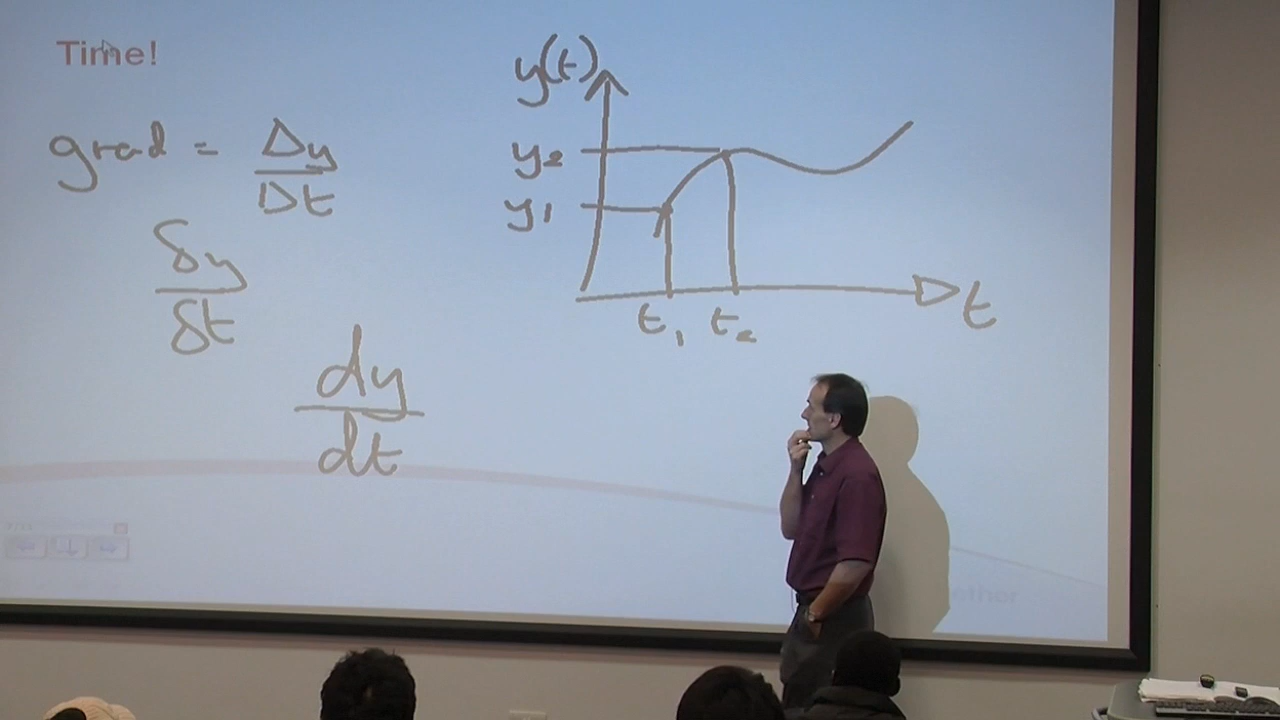 Time!
grad = Δy
Δt
δy
δt
dy
dt
y(t)
y2
y1
t1 t2
t